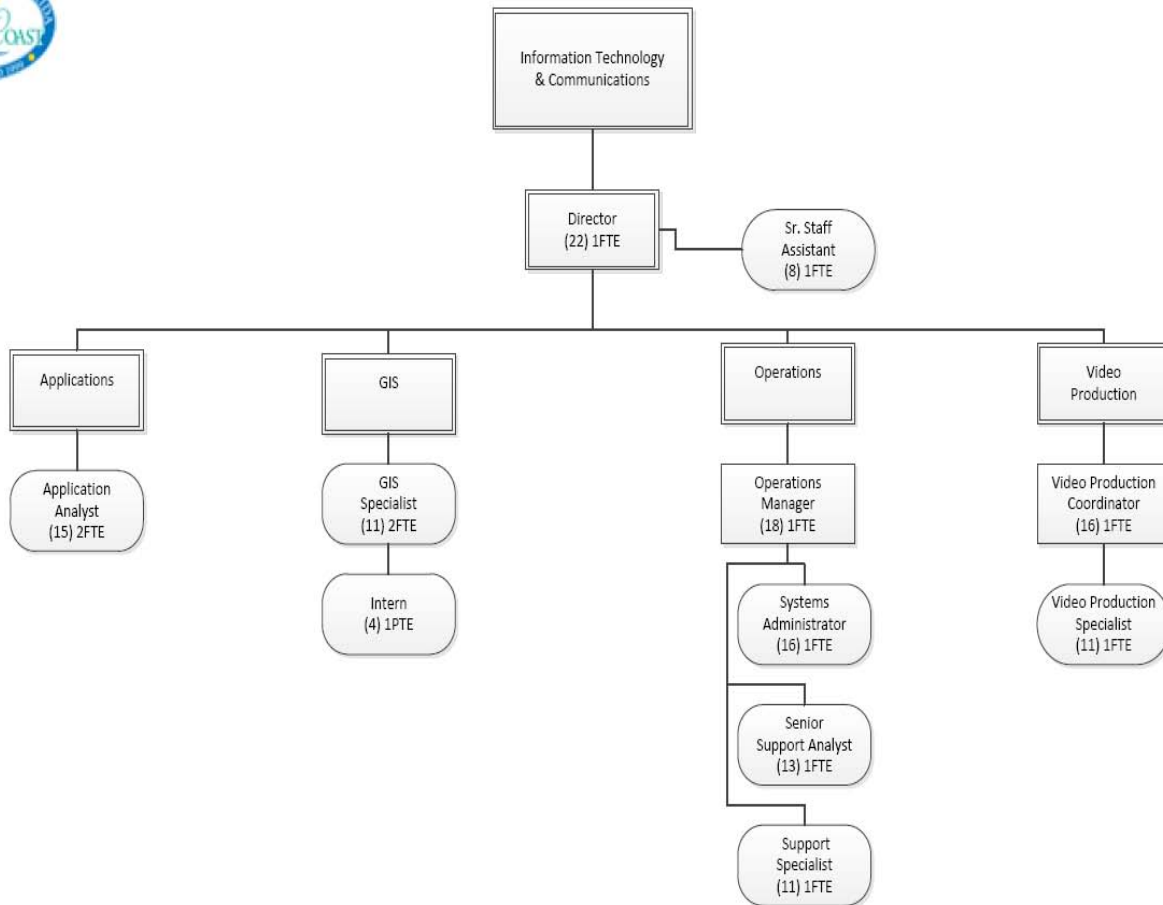 COAST
Information Technology
& Communications
Director
(22) 1FTE
Sr. Staff
Assistant
(8) 1FTE
Applications
GIS
Operations
Video
Production
Application
Analyst
(15) 2FTE
GIS
Specialist
(11) 2FTE
Operations
Manager
(18) 1FTE
Video Production
Coordinator
(16) 1FTE
Intern
(4) 1PTE
Systems
Administrator
(16) 1FTE
Video Production
Specialist
(11) 1FTE
Senior
Support Analyst
(13) 1FTE
Support
Specialist
(11) 1FTE